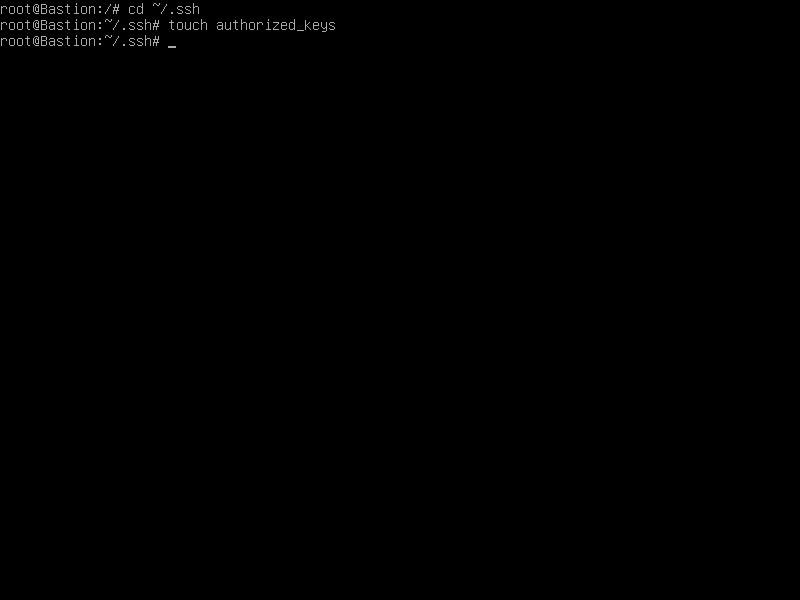 root@Bastion:/# cd ~/.ssh
root@Bastion:~/.ssh# touch authorized_keys
root@Bastion:~/.ssh# _